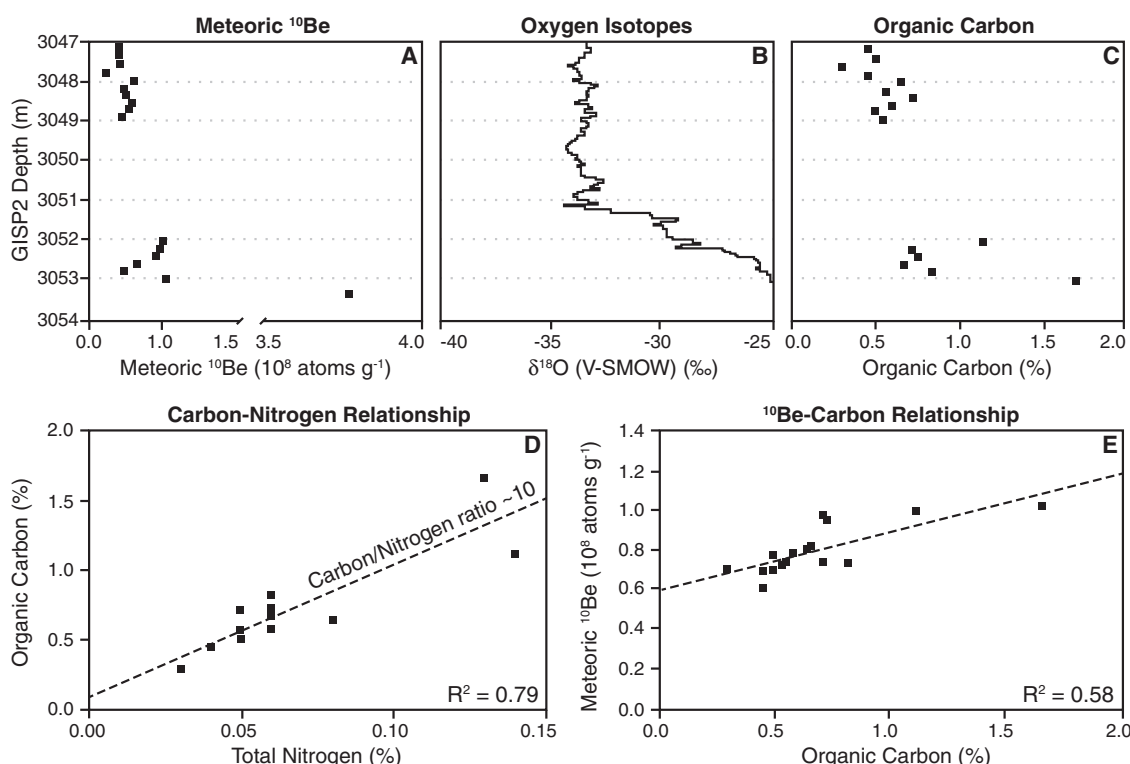 Meteoric ¹⁰Be
Oxygen Isotopes
Organic Carbon
A
B
C
GISP2 Depth (m)
3047
3048
3049
3050
3051
3052
3053
3054
0.0 1.0 1.5 3.5 4.0
Meteoric ¹⁰Be (10⁸ atoms g⁻¹)
-40 -35 -30 -25
δ¹⁸O (V-SMOW) (‰)
0.0 0.5 1.0 1.5 2.0
Organic Carbon (%)
Carbon-Nitrogen Relationship
D
Organic Carbon (%)
2.0
1.5
1.0
0.5
0.0
Carbon/Nitrogen ratio ~10
R² = 0.79
0.00 0.05 0.10 0.15
Total Nitrogen (%)
¹⁰Be-Carbon Relationship
E
Meteoric ¹⁰Be (10⁸ atoms g⁻¹)
1.4
1.2
1.0
0.8
0.6
0.4
0.2
0.0
R² = 0.58
0.0 0.5 1.0 1.5 2.0
Organic Carbon (%)